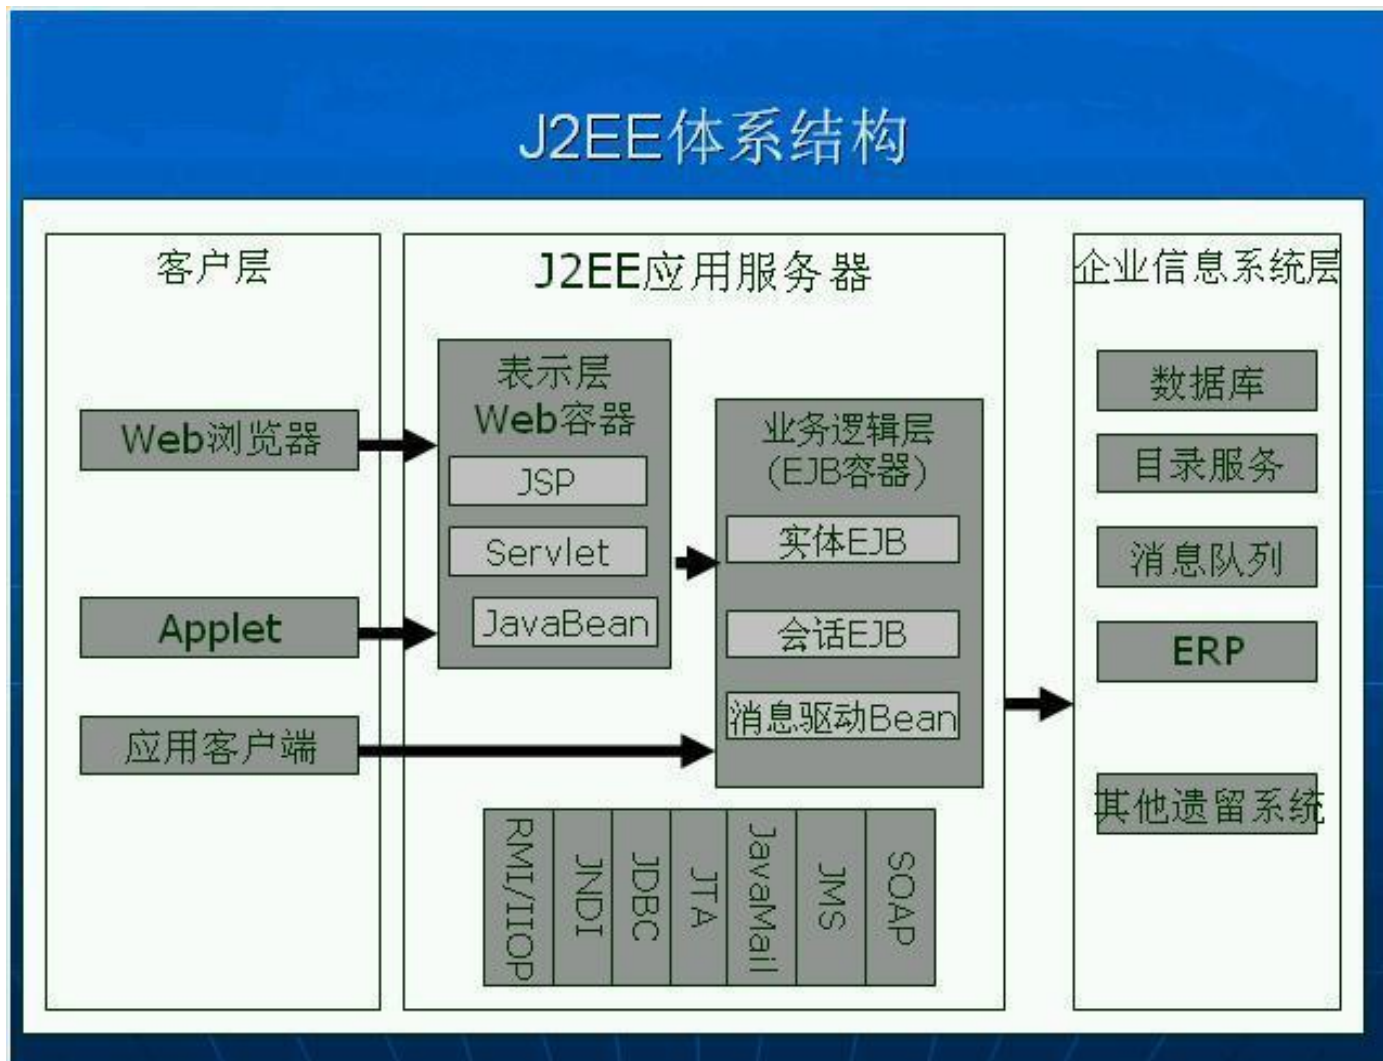 J2EE体系结构
客户层
Web浏览器
Applet
应用客户端
J2EE应用服务器
表示层
Web容器
JSP
Servlet
JavaBean
业务逻辑层
(EJB容器)
实体EJB
会话EJB
消息驱动Bean
RMI/IIOP
JNDI
JDBC
JTA
JavaMail
JMS
SOAP
企业信息系统层
数据库
目录服务
消息队列
ERP
其他遗留系统